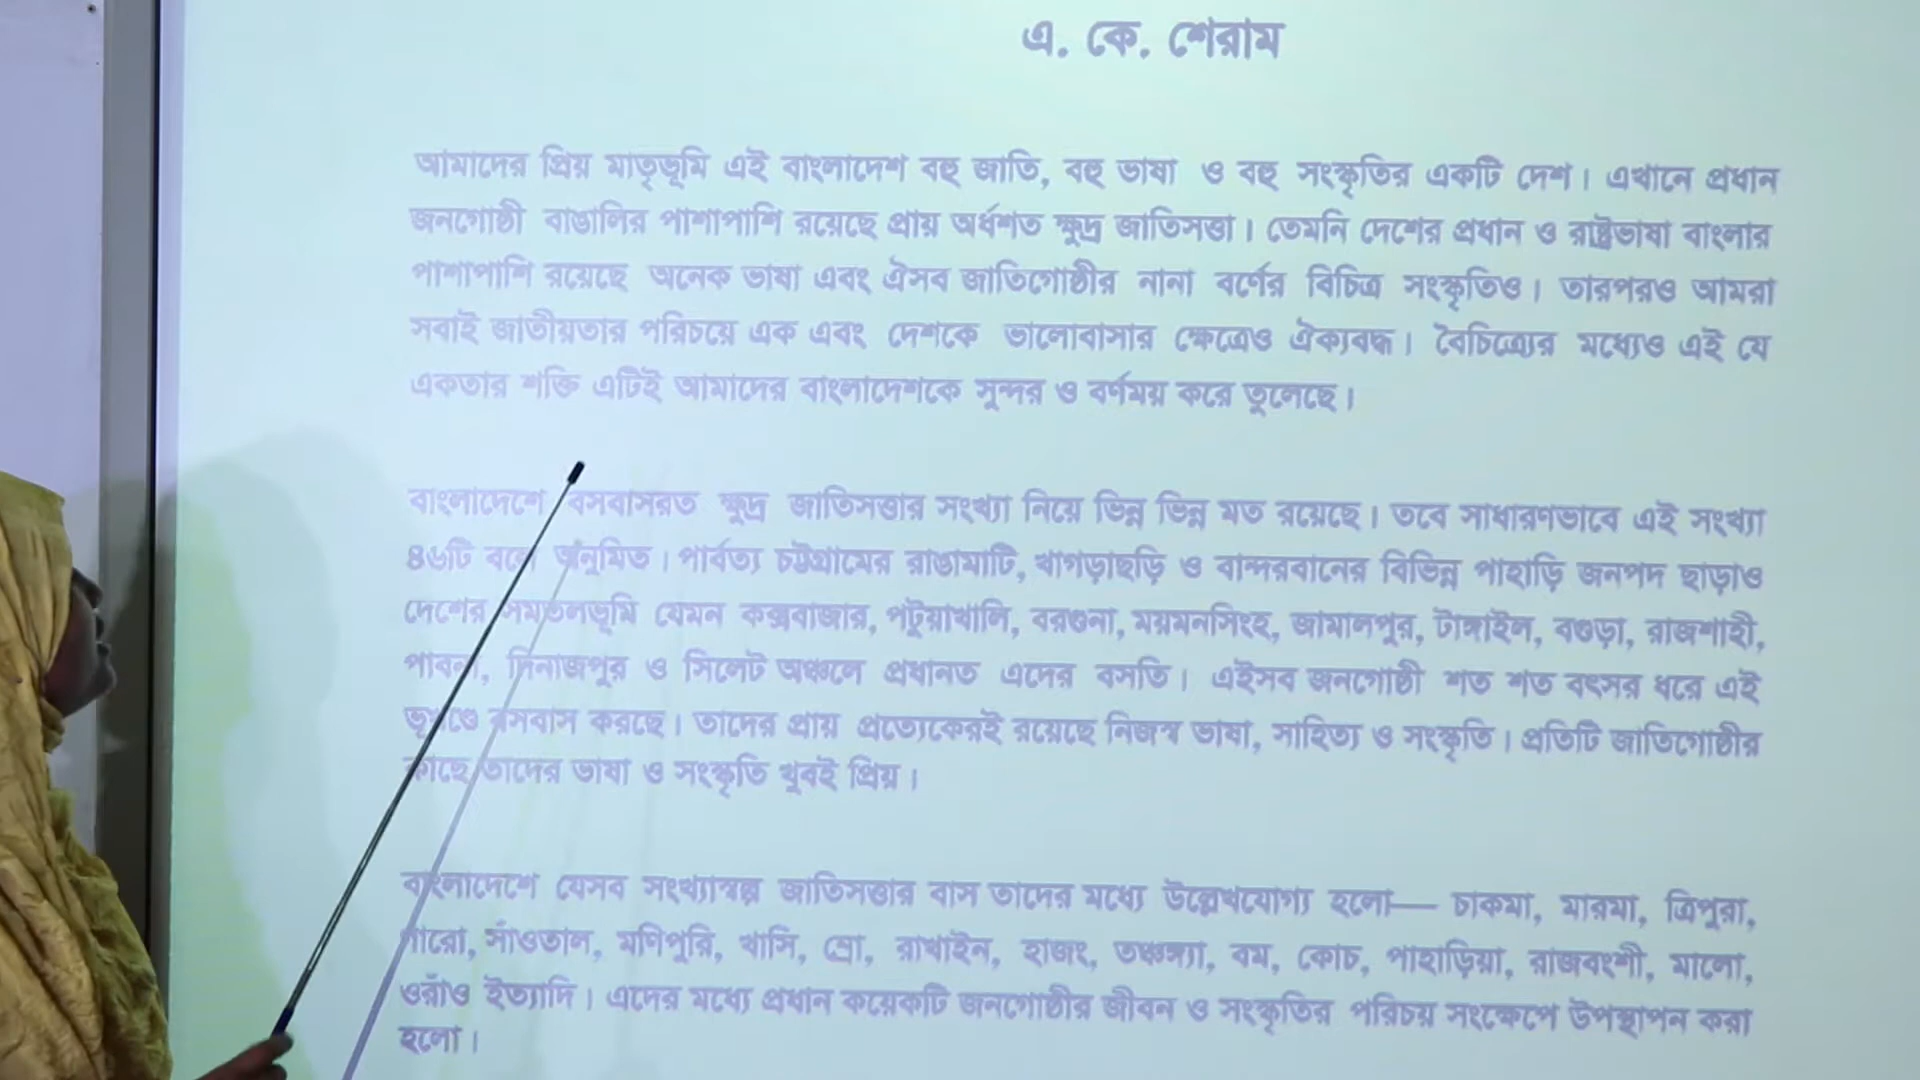 এ. কে. শেরাম
আমাদের প্রিয় মাতৃভূমি এই বাংলাদেশ বহু জাতি, বহু ভাষা ও বহু সংস্কৃতির একটি দেশ। এখানে প্রধান
জনগোষ্ঠী বাঙালির পাশাপাশি রয়েছে প্রায় অর্ধশত ক্ষুদ্র জাতিসত্তা। তেমনি দেশের প্রধান ও রাষ্ট্রভাষা বাংলার
পাশাপাশি রয়েছে অনেক ভাষা এবং ঐসব জাতিগোষ্ঠীর নানা বর্ণের বিচিত্র সংস্কৃতিও। তারপরও আমরা
সবাই জাতীয়তার পরিচয়ে এক এবং দেশকে ভালোবাসার ক্ষেত্রেও ঐক্যবদ্ধ। বৈচিত্র্যের মধ্যেও এই যে
একতার শক্তি এটিই আমাদের বাংলাদেশকে সুন্দর ও বর্ণময় করে তুলেছে।
বাংলাদেশে বসবাসরত ক্ষুদ্র জাতিসত্তার সংখ্যা নিয়ে ভিন্ন ভিন্ন মত রয়েছে। তবে সাধারণভাবে এই সংখ্যা
৪৬টি বলে অনুমিত। পার্বত্য চট্টগ্রামের রাঙামাটি, খাগড়াছড়ি ও বান্দরবানের বিভিন্ন পাহাড়ি জনপদ ছাড়াও
দেশের সমতলভূমি যেমন কক্সবাজার, পটুয়াখালি, বরগুনা, ময়মনসিংহ, জামালপুর, টাঙ্গাইল, বগুড়া, রাজশাহী,
পাবনা, দিনাজপুর ও সিলেট অঞ্চলে প্রধানত এদের বসতি। এইসব জনগোষ্ঠী শত শত বৎসর ধরে এই
ভূখণ্ডে বসবাস করছে। তাদের প্রায় প্রত্যেকেরই রয়েছে নিজস্ব ভাষা, সাহিত্য ও সংস্কৃতি। প্রতিটি জাতিগোষ্ঠীর
কাছে তাদের ভাষা ও সংস্কৃতি খুবই প্রিয়।
বাংলাদেশে যেসব সংখ্যাস্বল্প জাতিসত্তার বাস তাদের মধ্যে উল্লেখযোগ্য হলো— চাকমা, মারমা, ত্রিপুরা,
গারো, সাঁওতাল, মণিপুরি, খাসি, ম্রো, রাখাইন, হাজং, তঞ্চঙ্গ্যা, বম, কোচ, পাহাড়িয়া, রাজবংশী, মালো,
ওরাঁও ইত্যাদি। এদের মধ্যে প্রধান কয়েকটি জনগোষ্ঠীর জীবন ও সংস্কৃতির পরিচয় সংক্ষেপে উপস্থাপন করা
হলো।